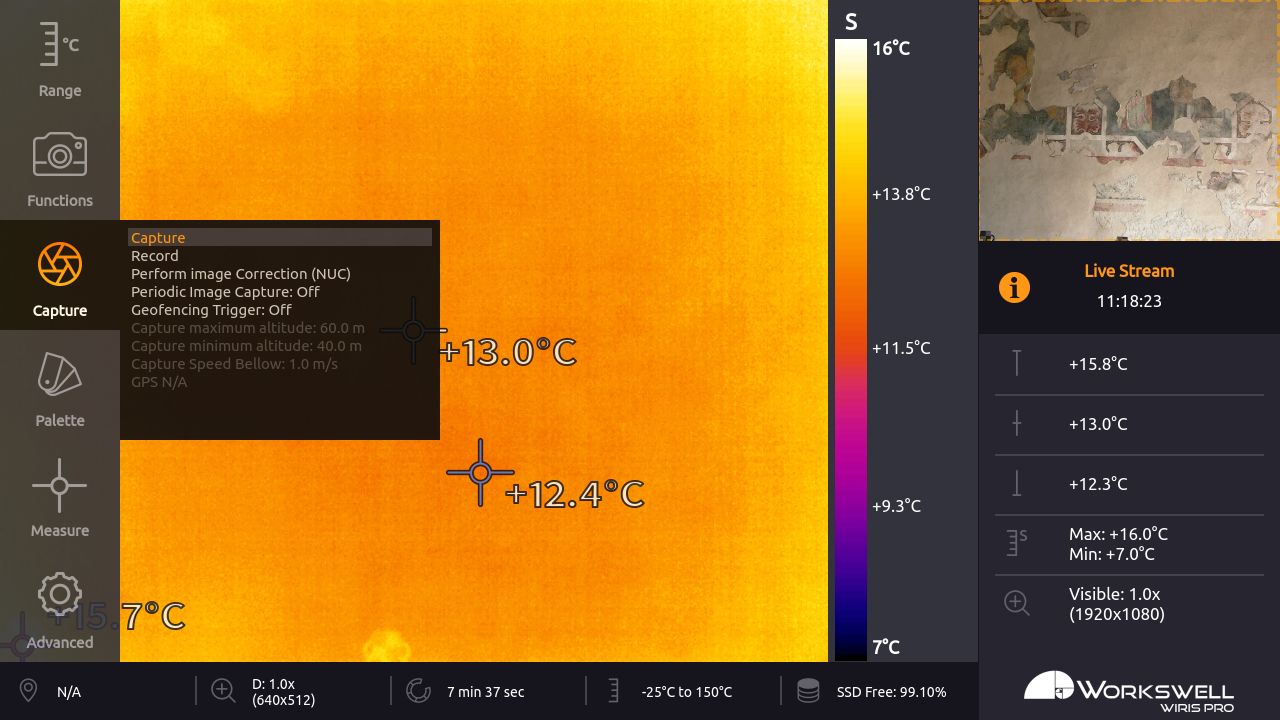 °C
Range
Functions
Capture
Palette
Measure
Advanced
Capture
Record
Perform image Correction (NUC)
Periodic Image Capture: Off
Geofencing Trigger: Off
Capture maximum altitude: 60.0 m
Capture minimum altitude: 40.0 m
Capture Speed Bellow: 1.0 m/s
GPS N/A
+13.0°C
+12.4°C
+15.7°C
S
16°C
+13.8°C
+11.5°C
+9.3°C
7°C
Live Stream
11:18:23
+15.8°C
+13.0°C
+12.3°C
S
Max: +16.0°C
Min: +7.0°C
Visible: 1.0x
(1920x1080)
WORKSWELL
WIRIS PRO
N/A
D: 1.0x
(640x512)
7 min 37 sec
-25°C to 150°C
SSD Free: 99.10%